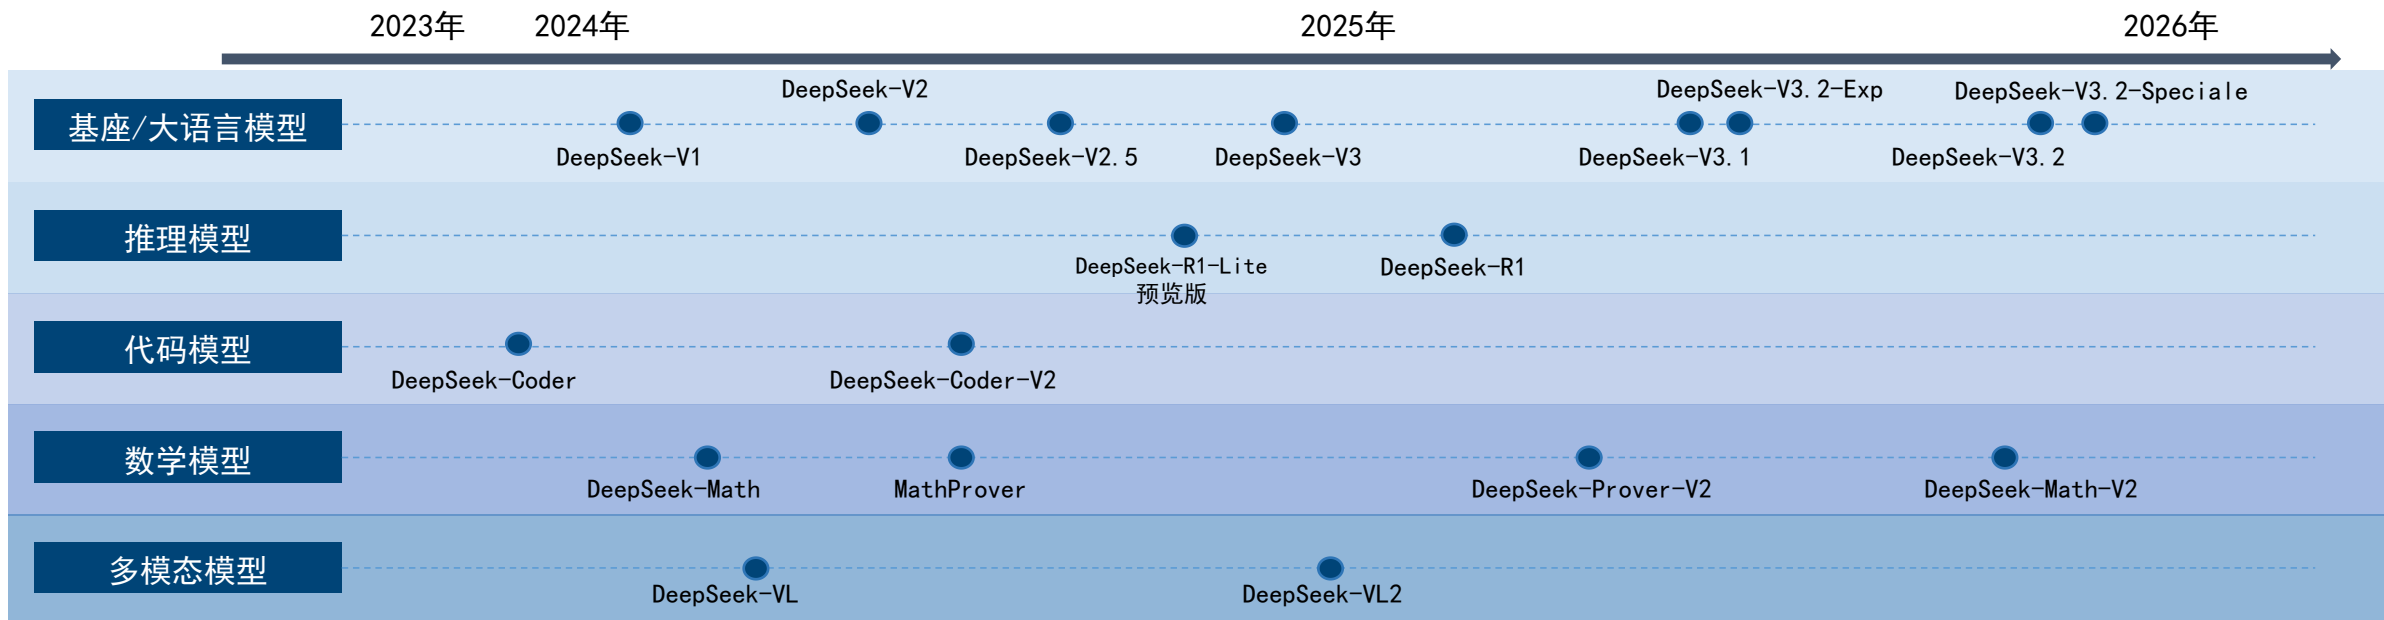 2023年 2024年 2025年 2026年
DeepSeek-V2 DeepSeek-V3.2-Exp DeepSeek-V3.2-Speciale
基座/大语言模型
DeepSeek-V1 DeepSeek-V2.5 DeepSeek-V3 DeepSeek-V3.1 DeepSeek-V3.2
推理模型
DeepSeek-R1-Lite DeepSeek-R1
预览版
代码模型
DeepSeek-Coder DeepSeek-Coder-V2
数学模型
DeepSeek-Math MathProver DeepSeek-Prover-V2 DeepSeek-Math-V2
多模态模型
DeepSeek-VL DeepSeek-VL2